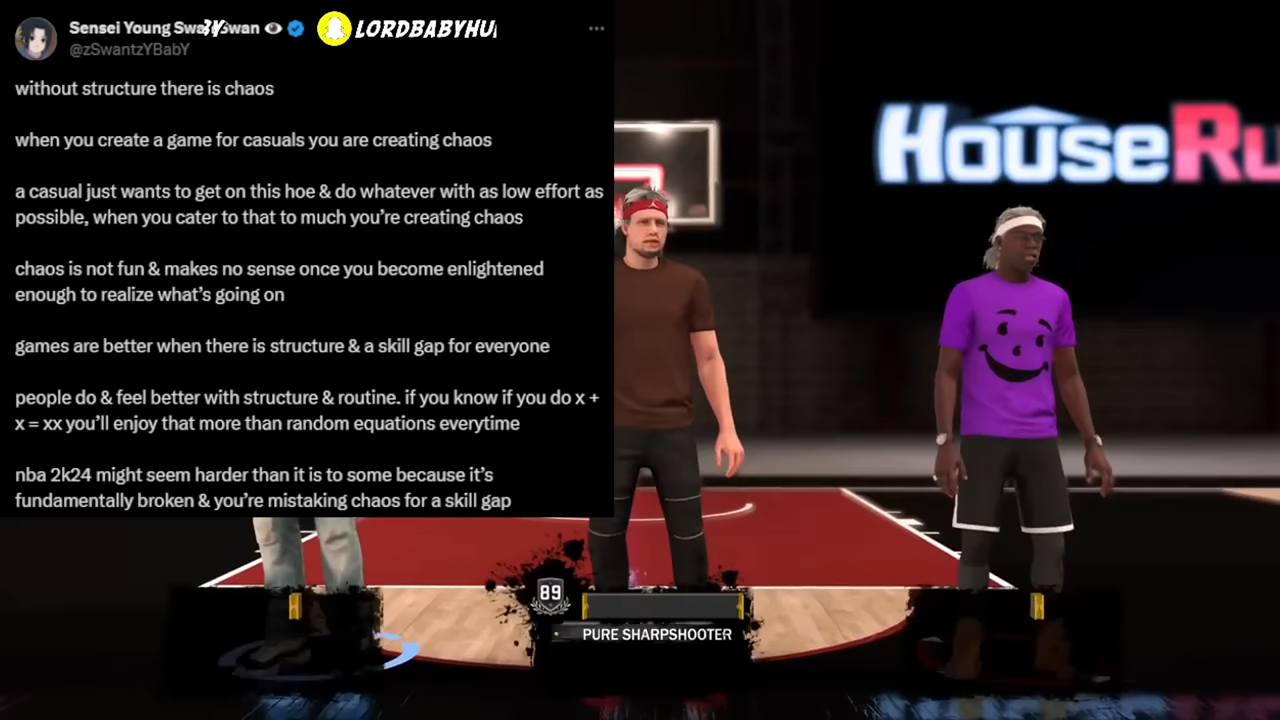 Sensei Young Swan
LORDBABYHU
@zSwantzYBabY
without structure there is chaos
when you create a game for casuals you are creating chaos
a casual just wants to get on this hoe & do whatever with as low effort as
possible, when you cater to that to much you're creating chaos
chaos is not fun & makes no sense once you become enlightened
enough to realize what's going on
games are better when there is structure & a skill gap for everyone
people do & feel better with structure & routine. if you know if you do x +
x = xx you'll enjoy that more than random equations everytime
nba 2k24 might seem harder than it is to some because it's
fundamentally broken & you're mistaking chaos for a skill gap
House Ru
89
PURE SHARPSHOOTER